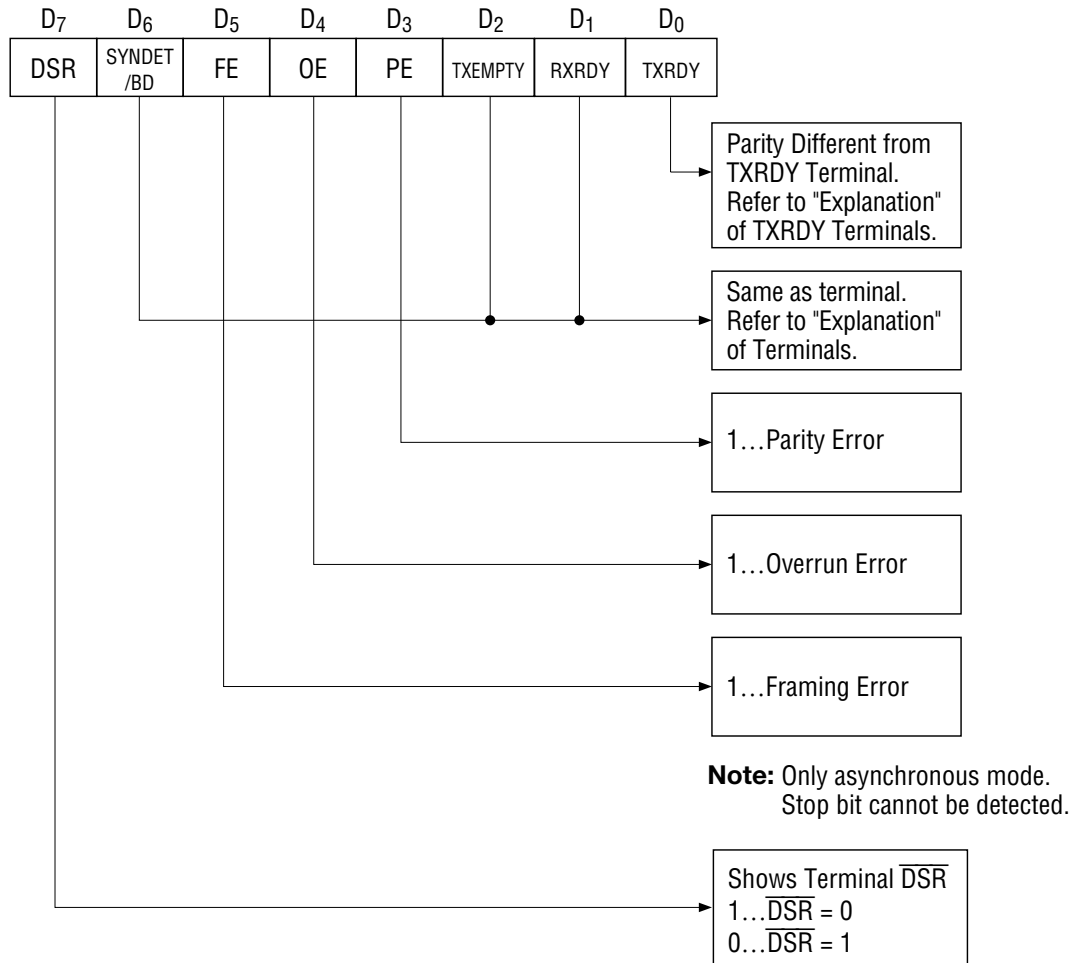 D7 D6 D5 D4 D3 D2 D1 D0
DSR SYNDET /BD FE OE PE TXEMPTY RXRDY TXRDY
Parity Different from
TXRDY Terminal.
Refer to "Explanation"
of TXRDY Terminals.
Same as terminal.
Refer to "Explanation"
of Terminals.
1...Parity Error
1...Overrun Error
1...Framing Error
Note: Only asynchronous mode.
Stop bit cannot be detected.
Shows Terminal D̅S̅R̅
1...D̅S̅R̅ = 0
0...D̅S̅R̅ = 1